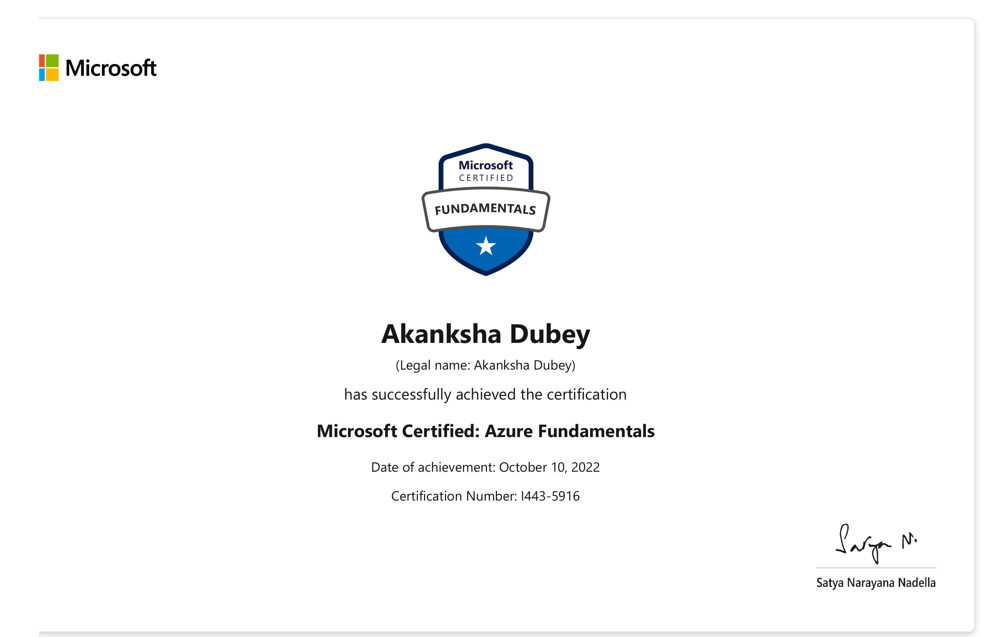 Microsoft
Microsoft
CERTIFIED
FUNDAMENTALS
Akanksha Dubey
(Legal name: Akanksha Dubey)
has successfully achieved the certification
Microsoft Certified: Azure Fundamentals
Date of achievement: October 10, 2022
Certification Number: I443-5916
Satya N.
Satya Narayana Nadella